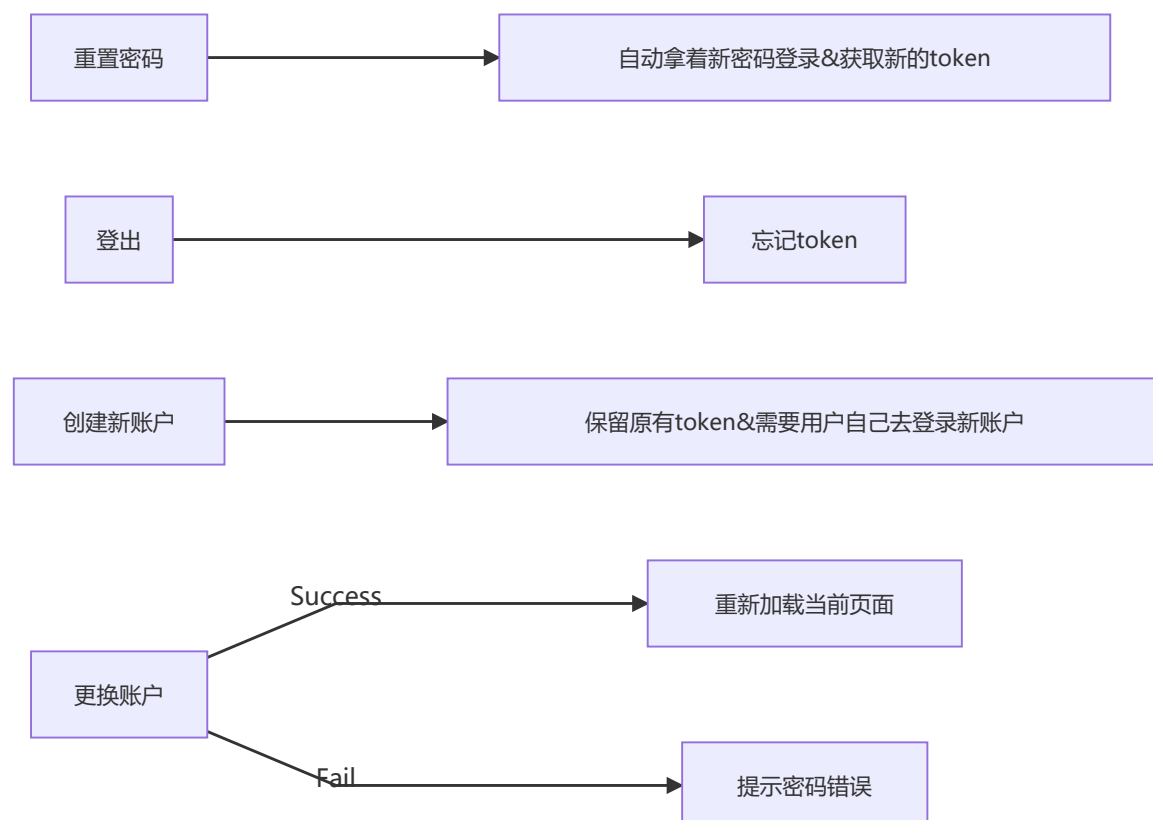 重置密码
自动拿着新密码登录&获取新的token
登出
忘记token
创建新账户
保留原有token&需要用户自己去登录新账户
Success
重新加载当前页面
更换账户
Fail
提示密码错误